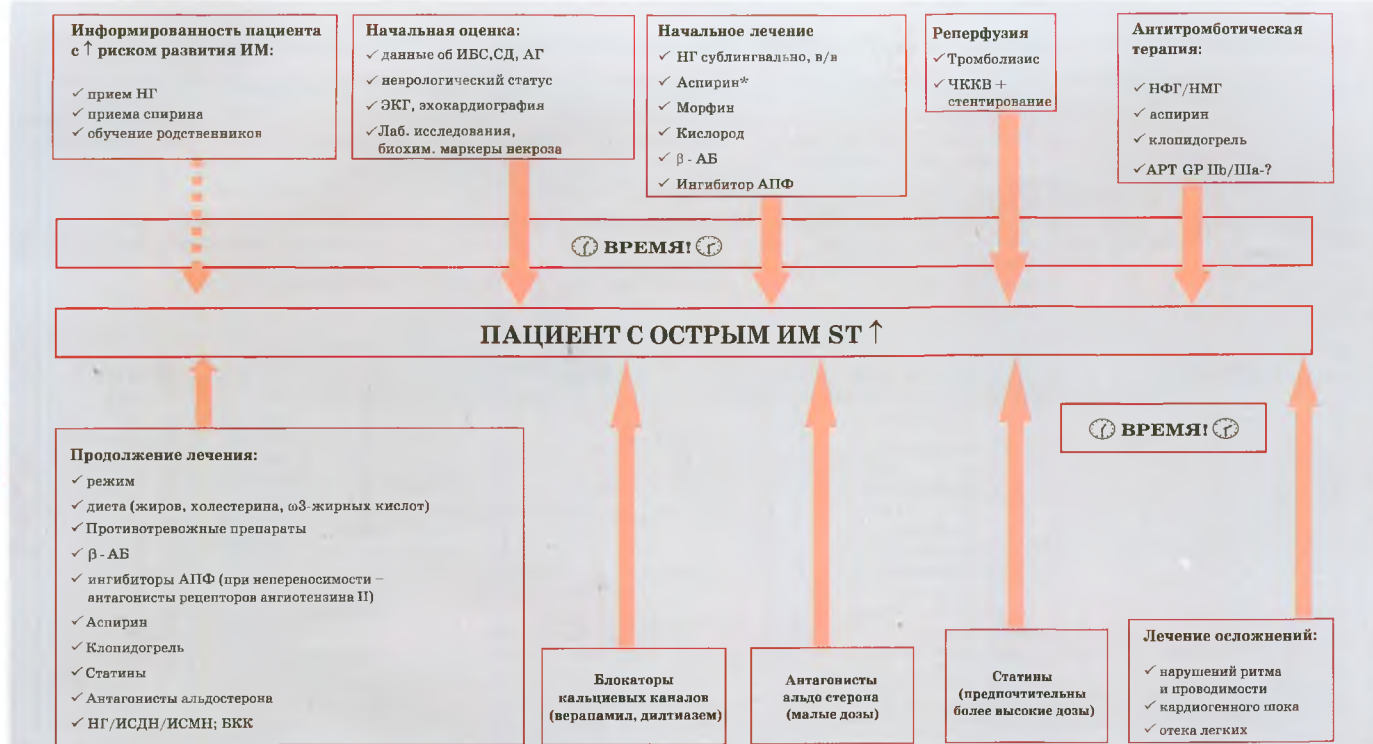 Информированность пациента
с ↑ риском развития ИМ:
✓ прием НГ
✓ приема спирина
✓ обучение родственников
Начальная оценка:
✓ данные об ИБС,СД, АГ
✓ неврологический статус
✓ ЭКГ, эхокардиография
✓ Лаб. исследования,
биохим. маркеры некроза
Начальное лечение
✓ НГ сублингвально, в/в
✓ Аспирин*
✓ Морфин
✓ Кислород
✓ β - АБ
✓ Ингибитор АПФ
Реперфузия
✓ Тромболизис
✓ ЧККВ +
стентирование
Антитромботическая
терапия:
✓ НФГ/НМГ
✓ аспирин
✓ клопидогрель
✓ АРТ GP IIb/IIIa-?
ВРЕМЯ!
ПАЦИЕНТ С ОСТРЫМ ИМ ST ↑
ВРЕМЯ!
Продолжение лечения:
✓ режим
✓ диета (жиров, холестерина, ω3-жирных кислот)
✓ Противотревожные препараты
✓ β - АБ
✓ ингибиторы АПФ (при непереносимости –
антагонисты рецепторов ангиотензина II)
✓ Аспирин
✓ Клопидогрель
✓ Статины
✓ Антагонисты альдостерона
✓ НГ/ИСДН/ИСМН; БКК
Блокаторы
кальциевых каналов
(верапамил, дилтиазем)
Антагонисты
альдо стерона
(малые дозы)
Статины
(предпочтительны
более высокие дозы)
Лечение осложнений:
✓ нарушений ритма
и проводимости
✓ кардиогенного шока
✓ отека легких